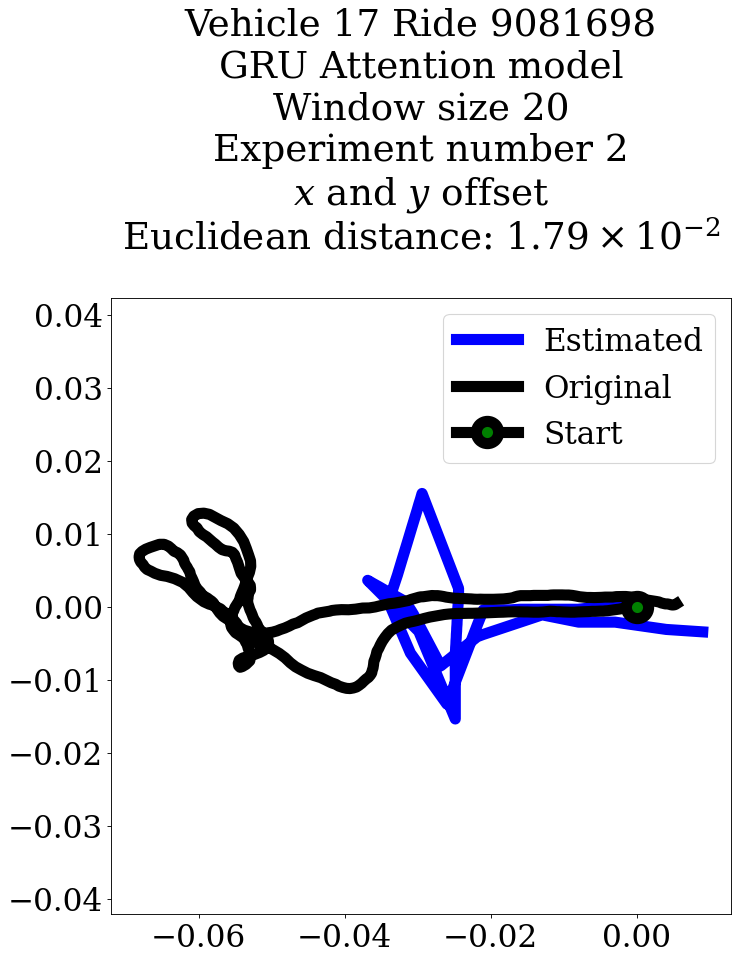 Vehicle 17 Ride 9081698
GRU Attention model
Window size 20
Experiment number 2
x and y offset
Euclidean distance: 1.79 × 10⁻²
0.04
0.03
0.02
0.01
0.00
−0.01
−0.02
−0.03
−0.04
Estimated
Original
Start
−0.06 −0.04 −0.02 0.00